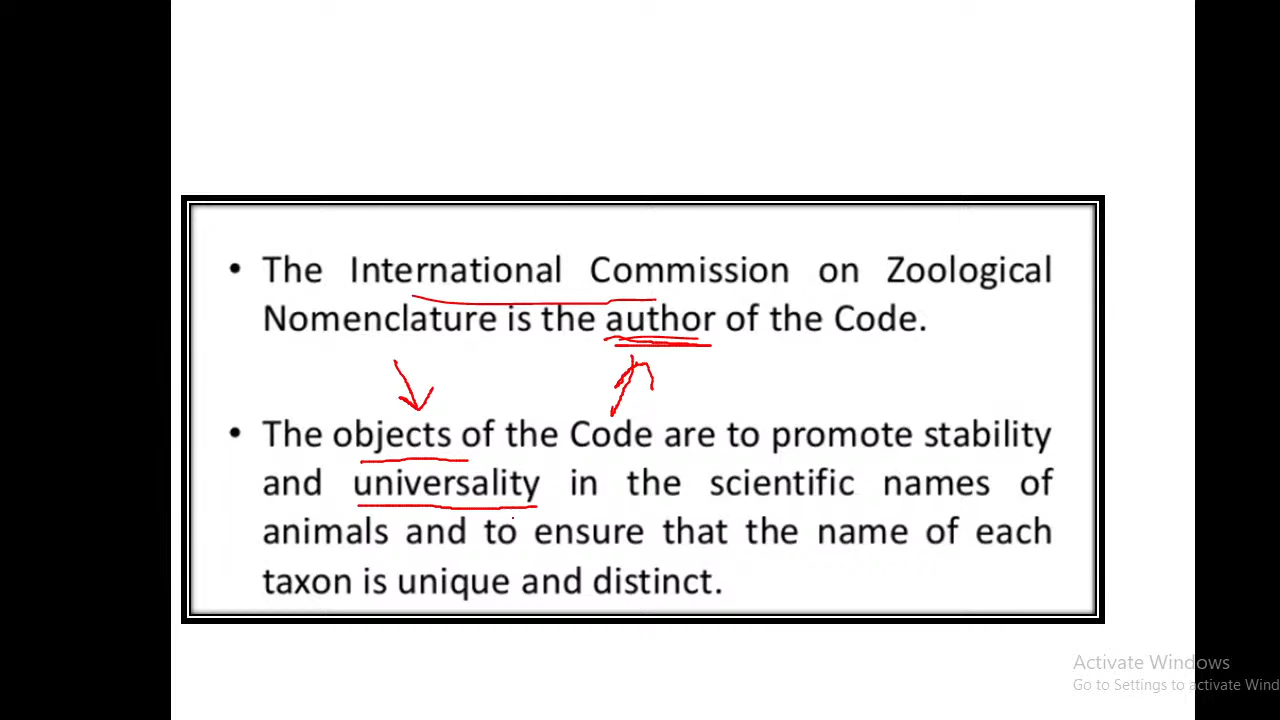 • The International Commission on Zoological
Nomenclature is the author of the Code.
• The objects of the Code are to promote stability
and universality in the scientific names of
animals and to ensure that the name of each
taxon is unique and distinct.
Activate Windows
Go to Settings to activate Wind